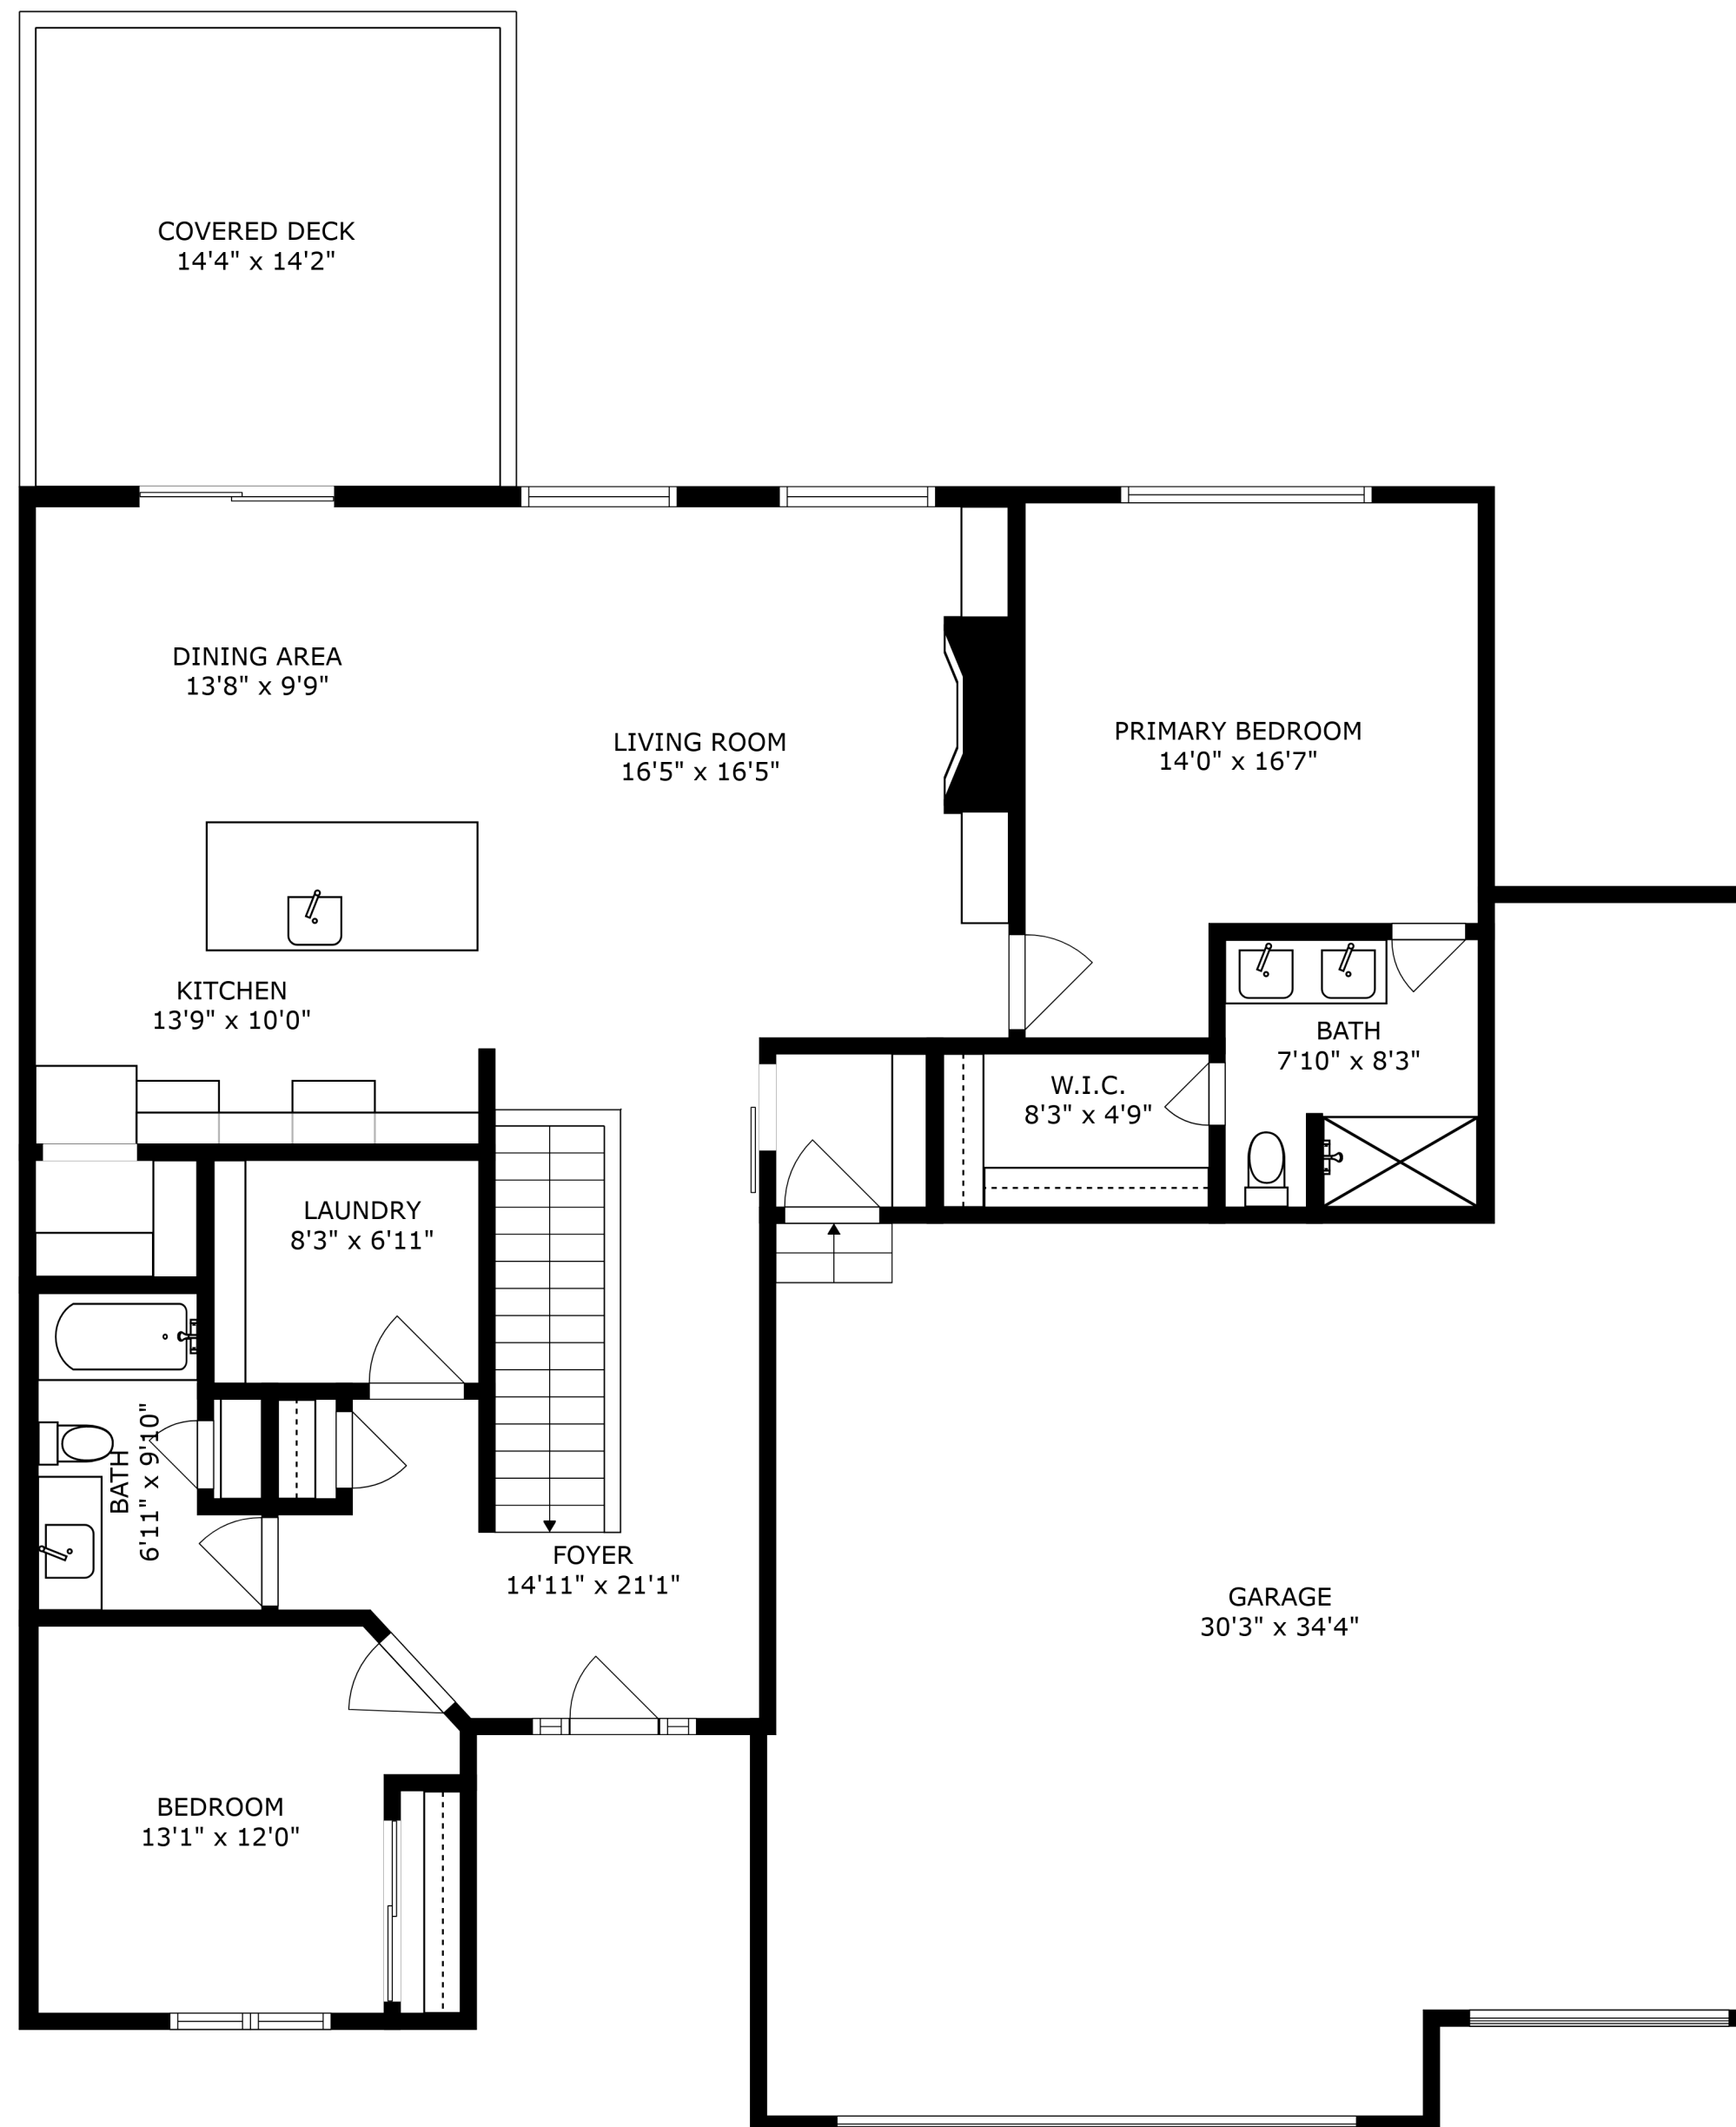 COVERED DECK
14'4" x 14'2"
DINING AREA
13'8" x 9'9"
LIVING ROOM
16'5" x 16'5"
PRIMARY BEDROOM
14'0" x 16'7"
KITCHEN
13'9" x 10'0"
BATH
7'10" x 8'3"
W.I.C.
8'3" x 4'9"
LAUNDRY
8'3" x 6'11"
BATH
6'11" x 9'10"
FOYER
14'11" x 21'1"
GARAGE
30'3" x 34'4"
BEDROOM
13'1" x 12'0"